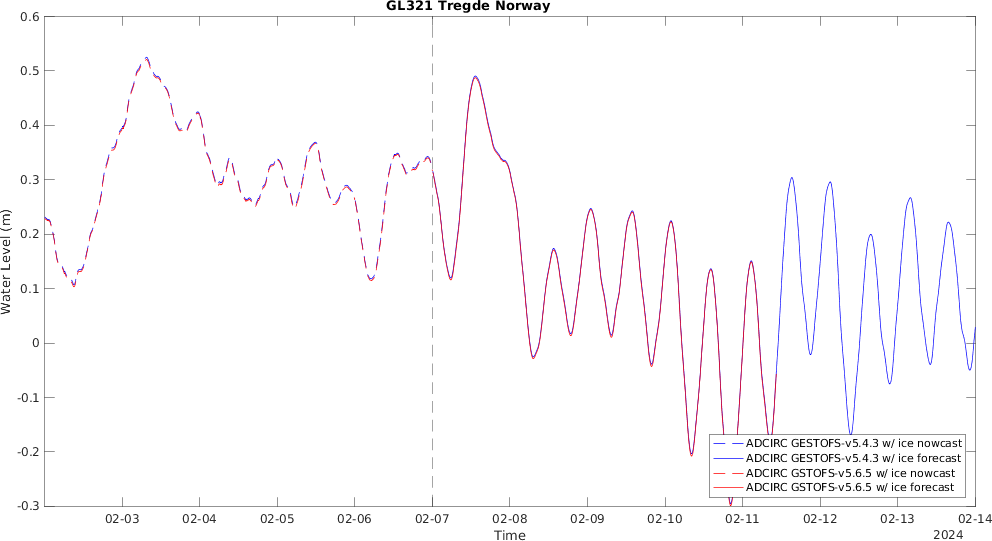 GL321 Tregde Norway
0.6
0.5
0.4
0.3
0.2
0.1
0
-0.1
-0.2
-0.3
Water Level (m)
ADCIRC GESTOFS-v5.4.3 w/ ice nowcast
ADCIRC GESTOFS-v5.4.3 w/ ice forecast
ADCIRC GSTOFS-v5.6.5 w/ ice nowcast
ADCIRC GSTOFS-v5.6.5 w/ ice forecast
02-03 02-04 02-05 02-06 02-07 02-08 02-09 02-10 02-11 02-12 02-13 02-14
Time
2024